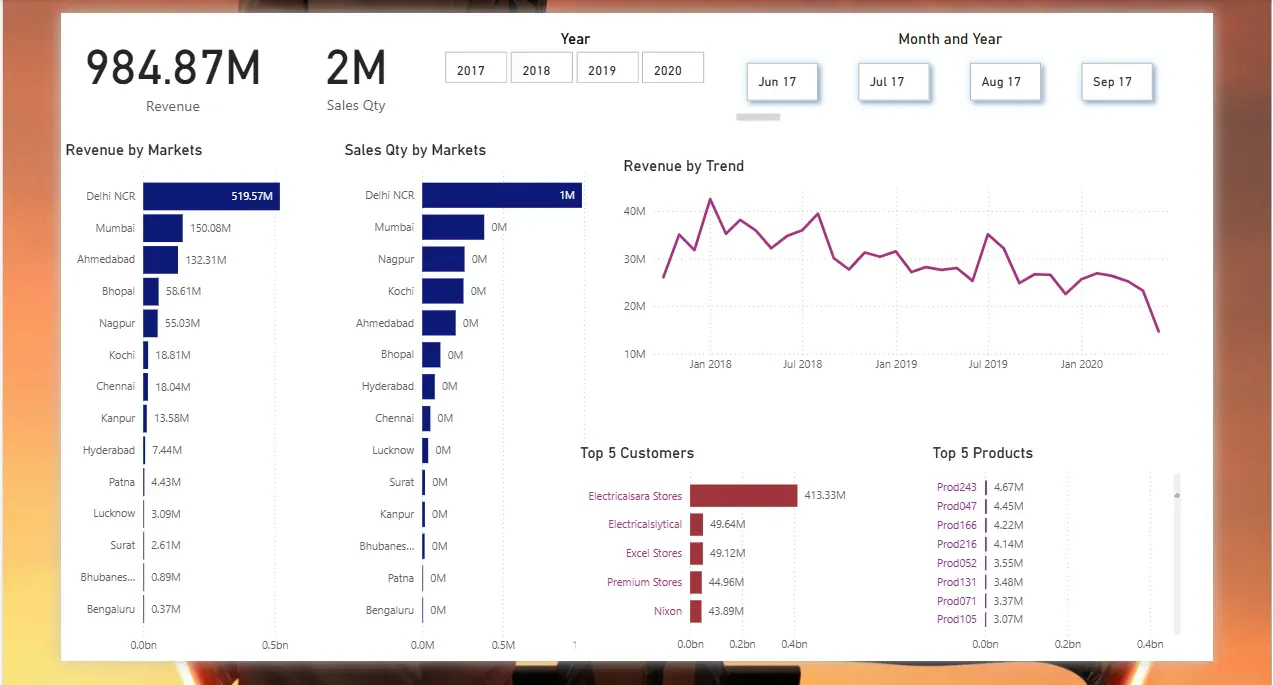 984.87M
Revenue
2M
Sales Qty
Year
2017 2018 2019 2020
Month and Year
Jun 17 Jul 17 Aug 17 Sep 17
Revenue by Markets
Delhi NCR 519.57M
Mumbai 150.08M
Ahmedabad 132.31M
Bhopal 58.61M
Nagpur 55.03M
Kochi 18.81M
Chennai 18.04M
Kanpur 13.58M
Hyderabad 7.44M
Patna 4.43M
Lucknow 3.09M
Surat 2.61M
Bhubanes... 0.89M
Bengaluru 0.37M
0.0bn 0.5bn
Sales Qty by Markets
Delhi NCR 1M
Mumbai 0M
Nagpur 0M
Kochi 0M
Ahmedabad 0M
Bhopal 0M
Hyderabad 0M
Chennai 0M
Lucknow 0M
Surat 0M
Kanpur 0M
Bhubanes... 0M
Patna 0M
Bengaluru 0M
0.0M 0.5M 1
Revenue by Trend
40M
30M
20M
10M
Jan 2018 Jul 2018 Jan 2019 Jul 2019 Jan 2020
Top 5 Customers
Electricalsara Stores 413.33M
Electricalslytical 49.64M
Excel Stores 49.12M
Premium Stores 44.96M
Nixon 43.89M
0.0bn 0.2bn 0.4bn
Top 5 Products
Prod243 4.67M
Prod047 4.45M
Prod166 4.22M
Prod216 4.14M
Prod052 3.55M
Prod131 3.48M
Prod071 3.37M
Prod105 3.07M
0.0bn 0.2bn 0.4bn